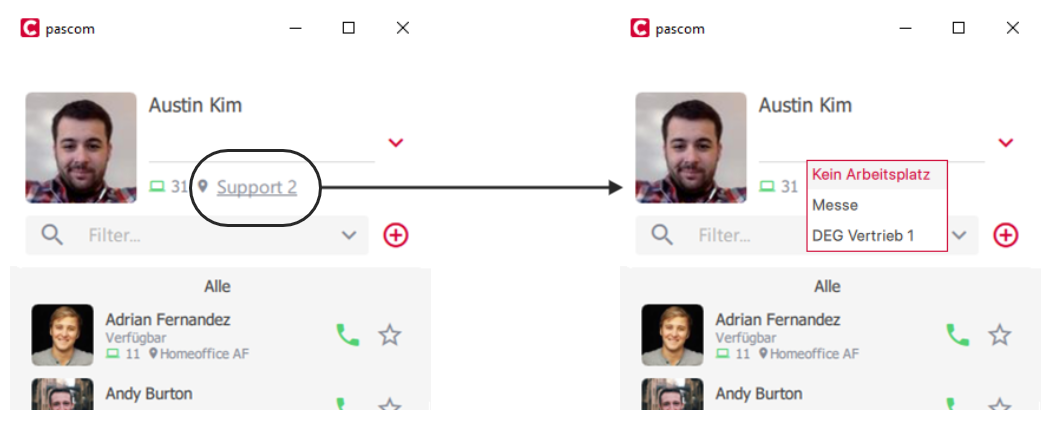 pascom
Austin Kim
31 Support 2
Filter...
Alle
Adrian Fernandez
Verfügbar
11 Homeoffice AF
Andy Burton
pascom
Austin Kim
31
Kein Arbeitsplatz
Messe
DEG Vertrieb 1
Filter...
Alle
Adrian Fernandez
Verfügbar
11 Homeoffice AF
Andy Burton